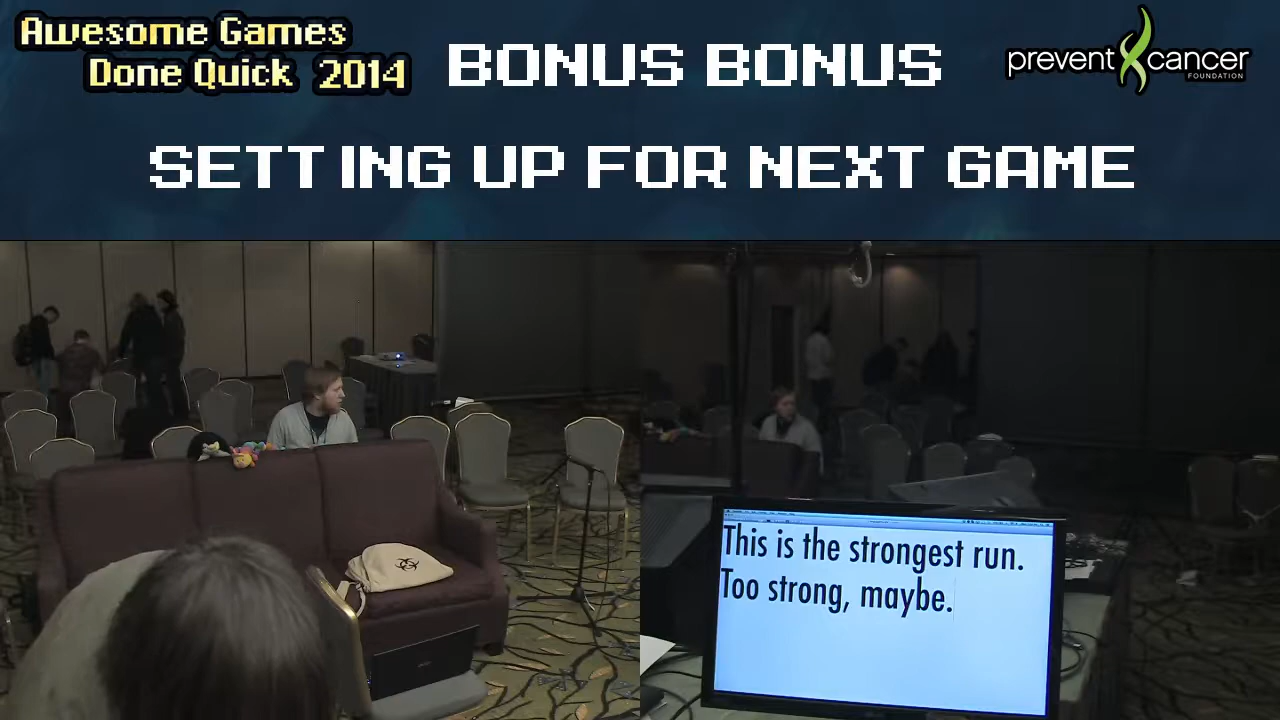 Awesome Games
Done Quick 2014
BONUS BONUS
prevent cancer
FOUNDATION
SETTING UP FOR NEXT GAME
This is the strongest run.
Too strong, maybe.